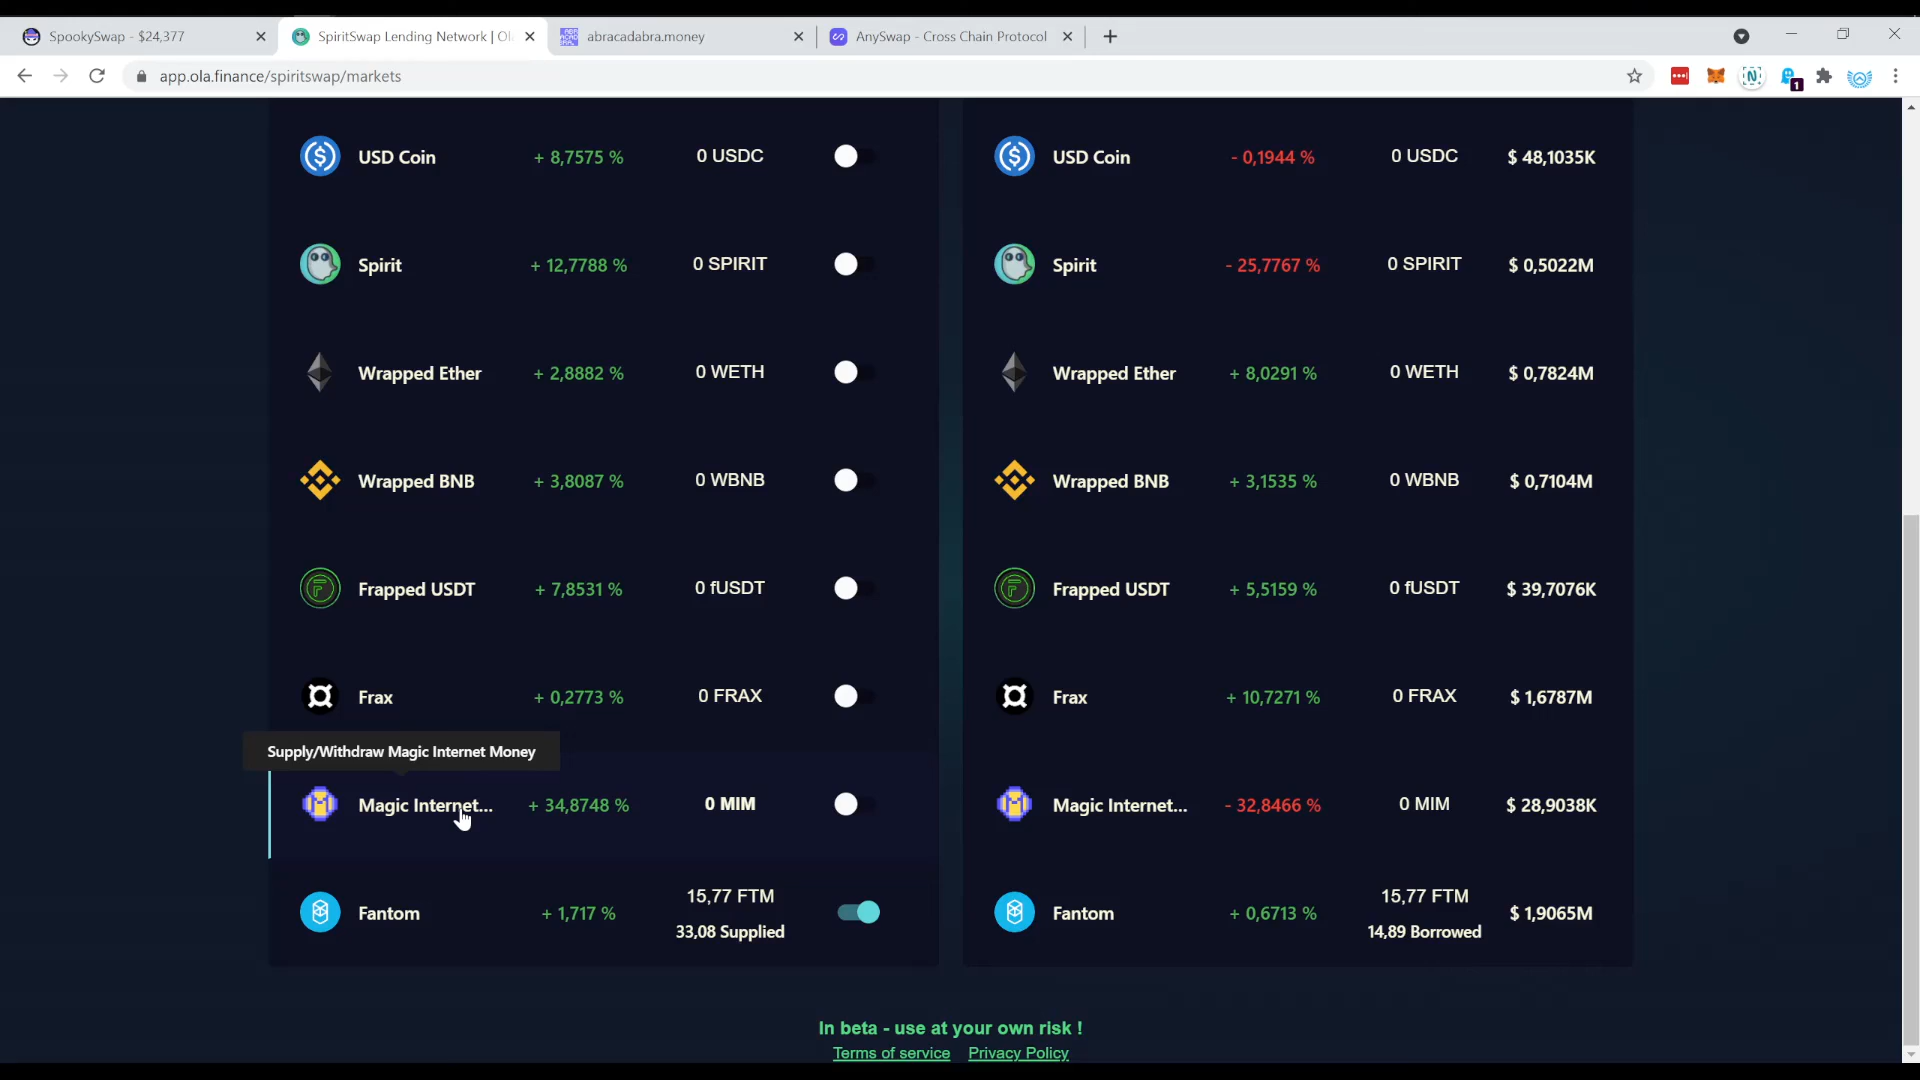 SpookySwap - $24,377
SpiritSwap Lending Network | Ol
abracadabra.money
AnySwap - Cross Chain Protocol
app.ola.finance/spiritswap/markets
1
USD Coin + 8,7575 % 0 USDC
USD Coin - 0,1944 % 0 USDC $ 48,1035K
Spirit + 12,7788 % 0 SPIRIT
Spirit - 25,7767 % 0 SPIRIT $ 0,5022M
Wrapped Ether + 2,8882 % 0 WETH
Wrapped Ether + 8,0291 % 0 WETH $ 0,7824M
Wrapped BNB + 3,8087 % 0 WBNB
Wrapped BNB + 3,1535 % 0 WBNB $ 0,7104M
Frapped USDT + 7,8531 % 0 fUSDT
Frapped USDT + 5,5159 % 0 fUSDT $ 39,7076K
Frax + 0,2773 % 0 FRAX
Frax + 10,7271 % 0 FRAX $ 1,6787M
Supply/Withdraw Magic Internet Money
Magic Internet... + 34,8748 % 0 MIM
Magic Internet... - 32,8466 % 0 MIM $ 28,9038K
Fantom + 1,717 % 15,77 FTM
33,08 Supplied
Fantom + 0,6713 % 15,77 FTM $ 1,9065M
14,89 Borrowed
In beta - use at your own risk !
Terms of service Privacy Policy